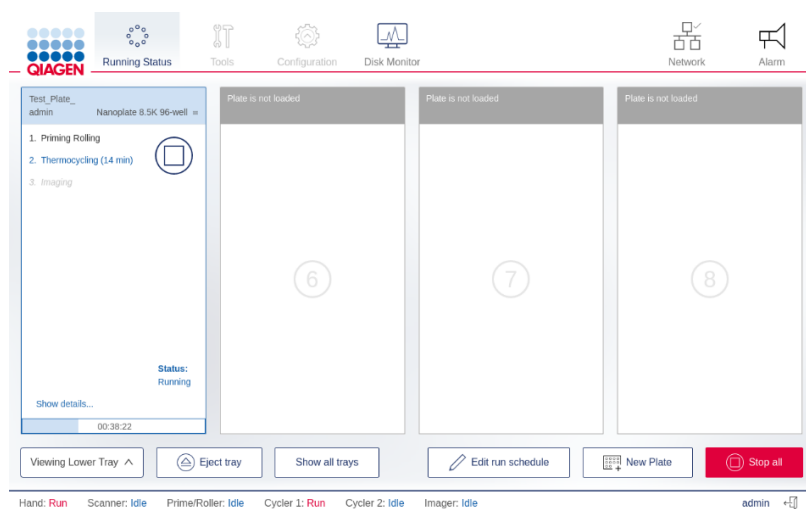 QIAGEN
Running Status
Tools
Configuration
Disk Monitor
Network
Alarm
Test_Plate_
admin
Nanoplate 8.5K 96-well
1. Priming Rolling
2. Thermocycling (14 min)
3. Imaging
Status:
Running
Show details...
00:38:22
Plate is not loaded
6
Plate is not loaded
7
Plate is not loaded
8
Viewing Lower Tray
Eject tray
Show all trays
Edit run schedule
New Plate
Stop all
Hand: Run Scanner: Idle Prime/Roller: Idle Cycler 1: Run Cycler 2: Idle Imager: Idle admin